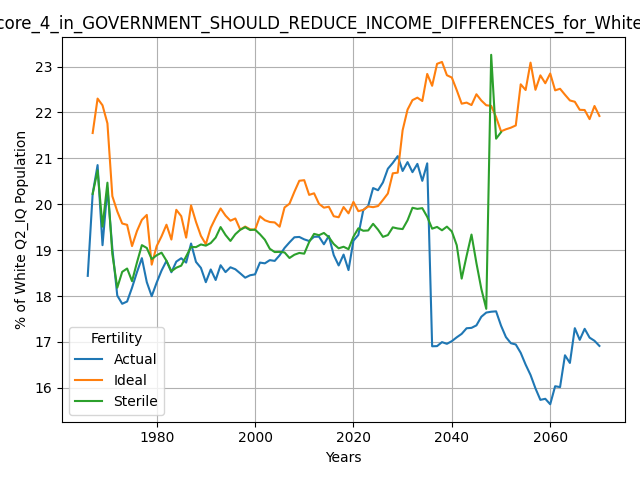 core_4_in_GOVERNMENT_SHOULD_REDUCE_INCOME_DIFFERENCES_for_White
% of White Q2_IQ Population
23
22
21
20
19
18
17
16
Fertility
Actual
Ideal
Sterile
1980
2000
2020
2040
2060
Years